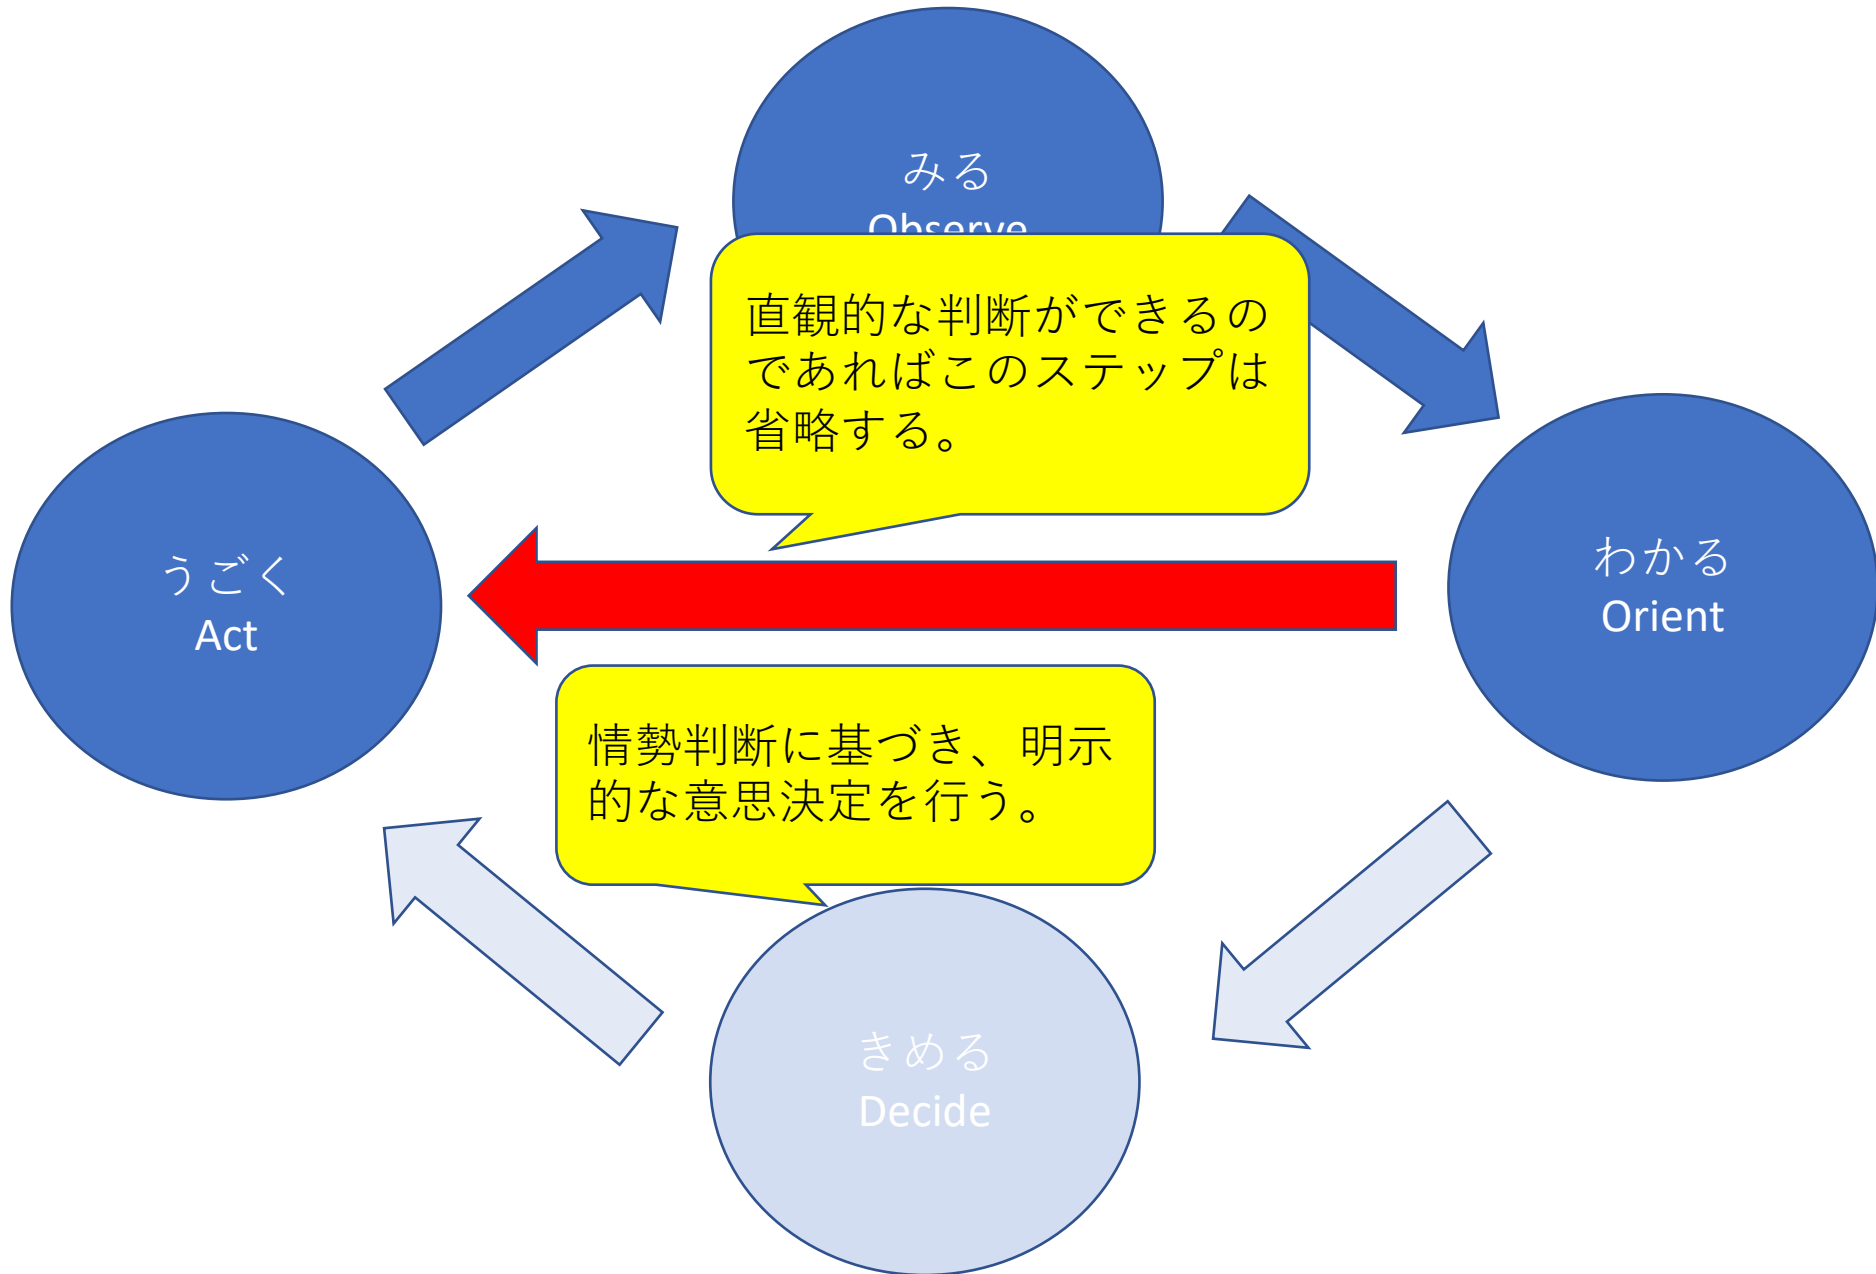 みる
Observe
直観的な判断ができるの
であればこのステップは
省略する。
わかる
Orient
うごく
Act
情勢判断に基づき、明示
的な意思決定を行う。
きめる
Decide